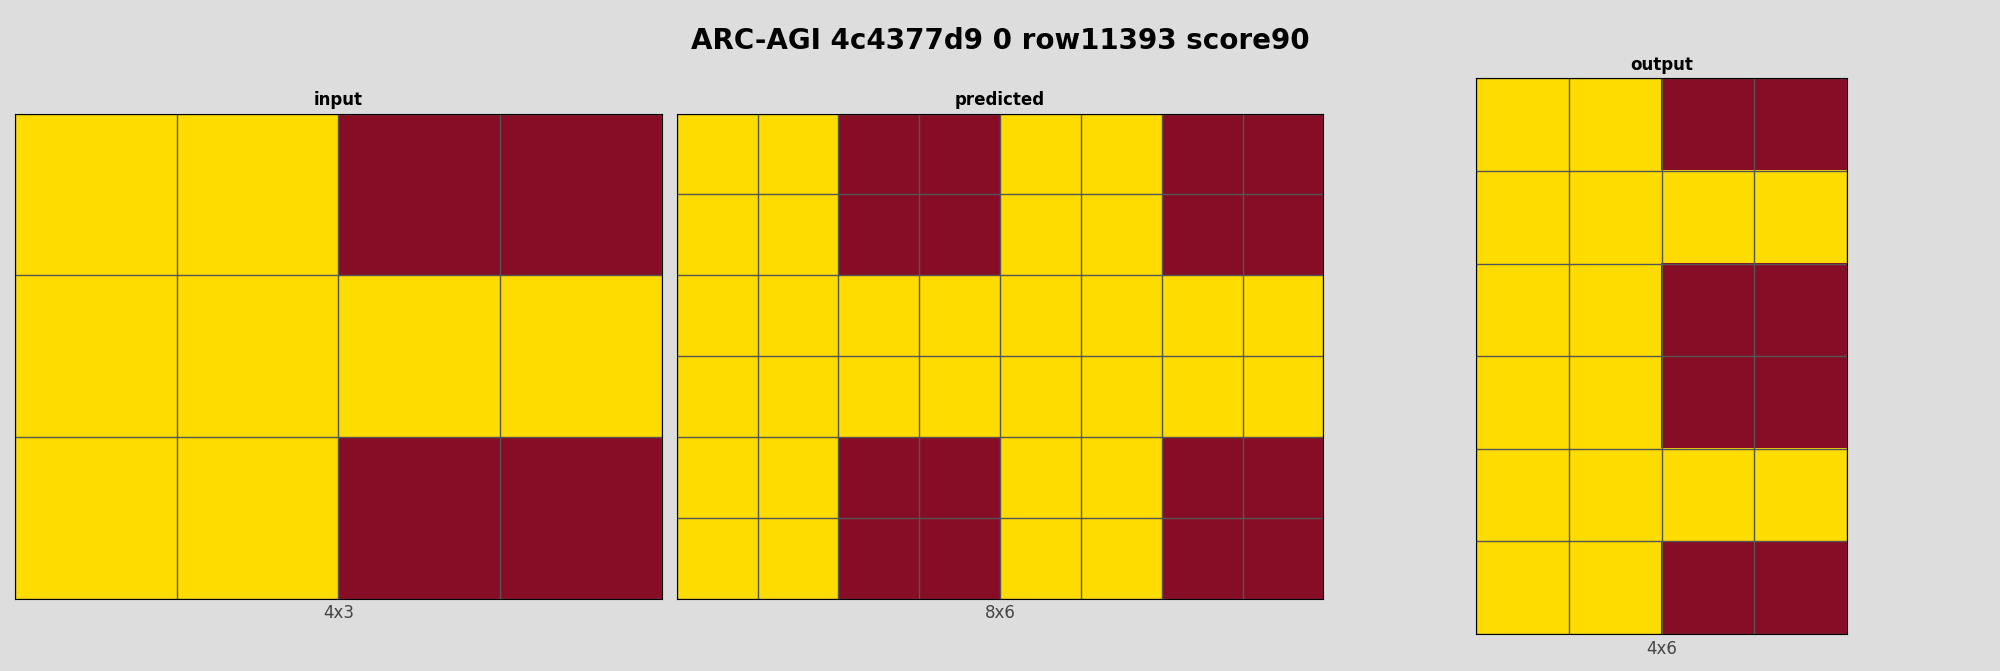 ARC-AGI 4c4377d9 0 row11393 score90
input
predicted
output
4x3
8x6
4x6